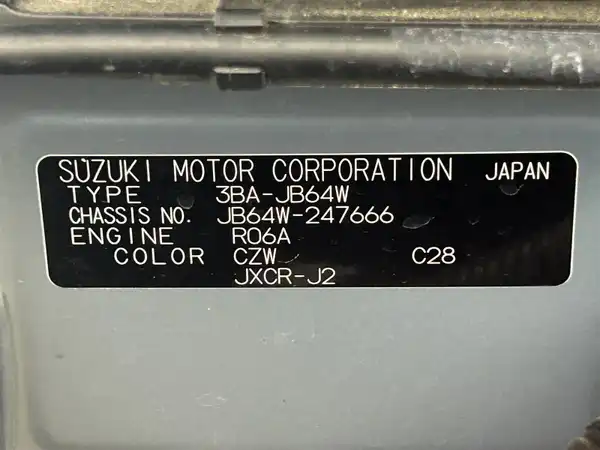 SUZUKI MOTOR CORPORATION JAPAN
TYPE 3BA-JB64W
CHASSIS NO. JB64W-247666
ENGINE R06A
COLOR CZW C28
JXCR-J2